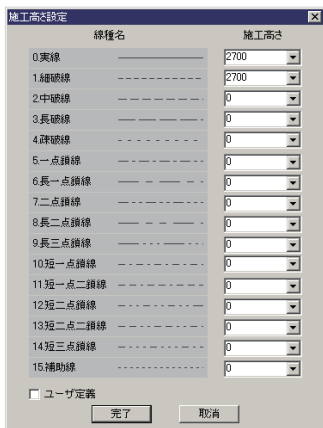 施工高さ設定
線種名 施工高さ
0.実線 2700
1.細破線 2700
2.中破線 0
3.長破線 0
4.疎破線 0
5.一点鎖線 0
6.長一点鎖線 0
7.二点鎖線 0
8.長二点鎖線 0
9.長三点鎖線 0
10.短一点鎖線 0
11.短一点二鎖線 0
12.短二点鎖線 0
13.短二点二鎖線 0
14.短三点鎖線 0
15.補助線 0
ユーザ定義
完了 取消